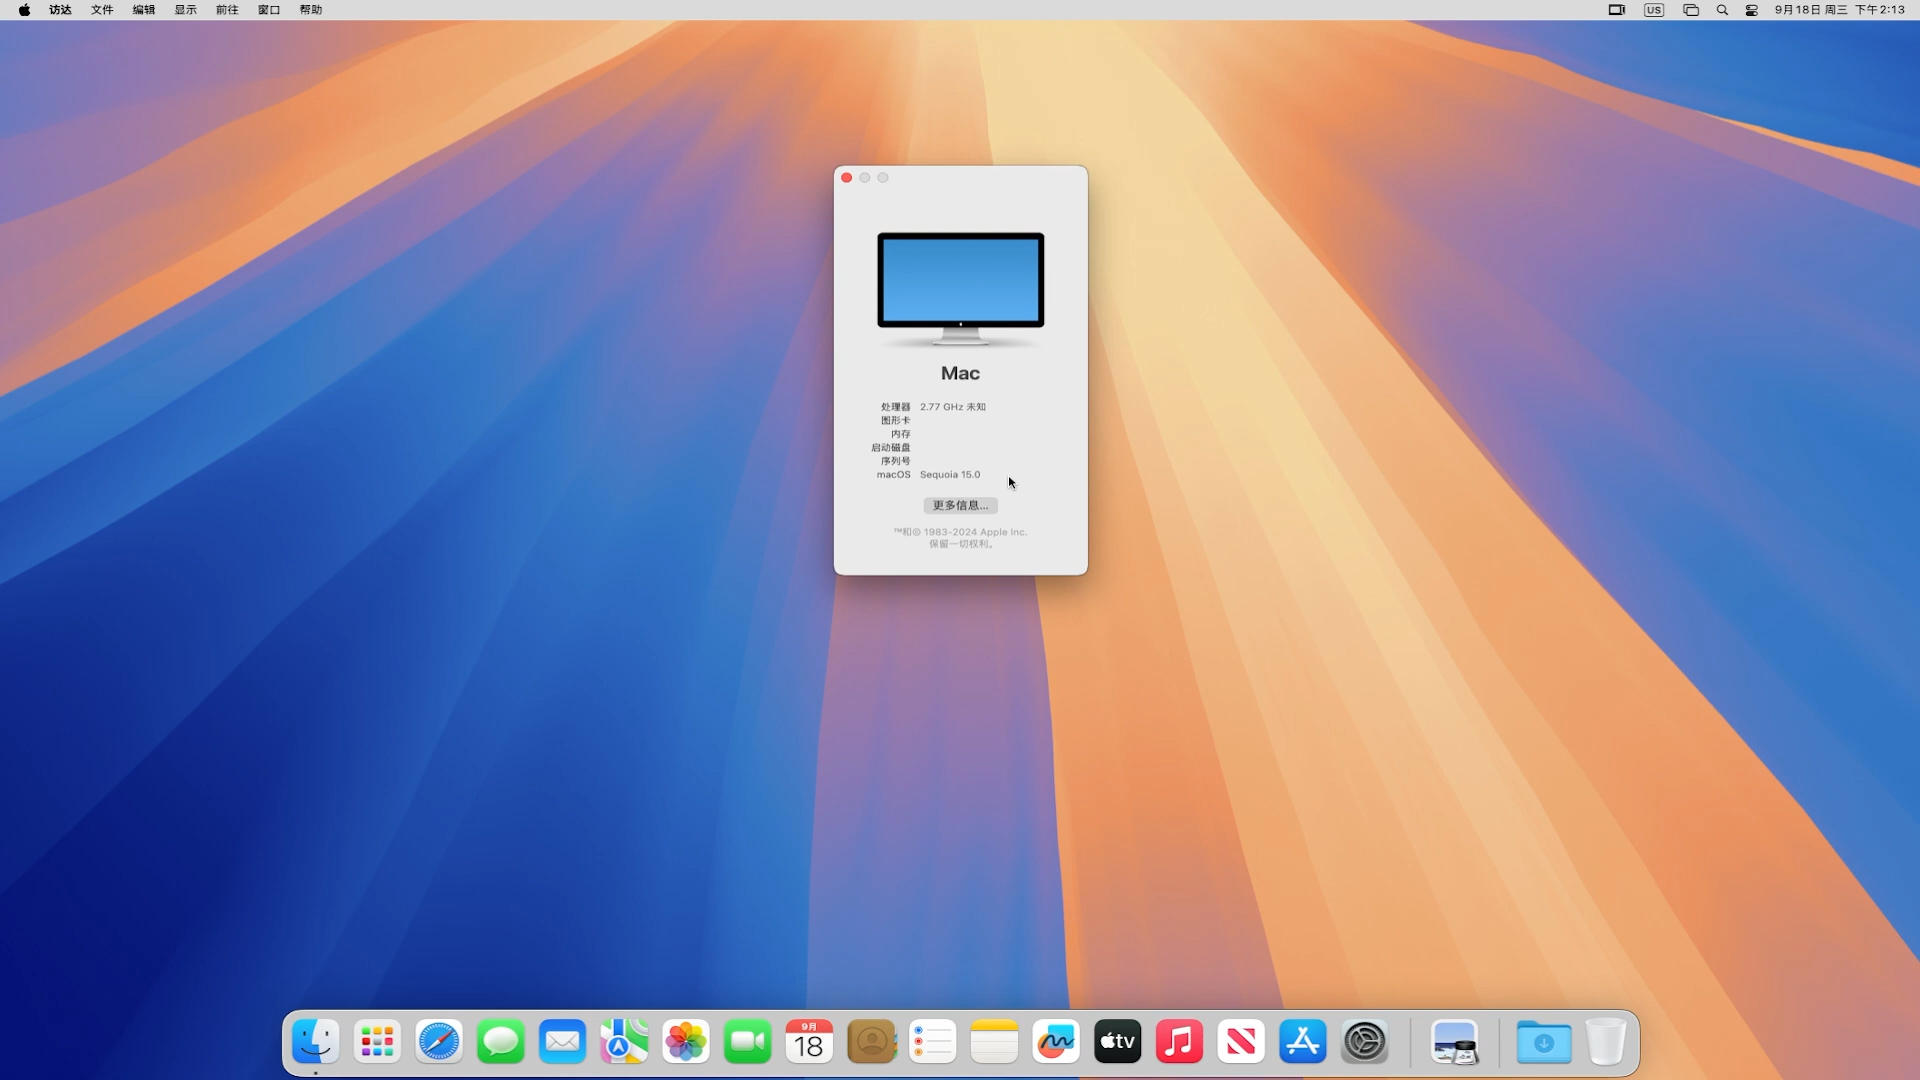 访达 文件 编辑 显示 前往 窗口 帮助 US 9月18日 周三 下午2:13
Mac
处理器 2.77 GHz 未知
图形卡
内存
启动磁盘
序列号
macOS Sequoia 15.0
更多信息...
™和© 1983-2024 Apple Inc.
保留一切权利。
9月
18
tv